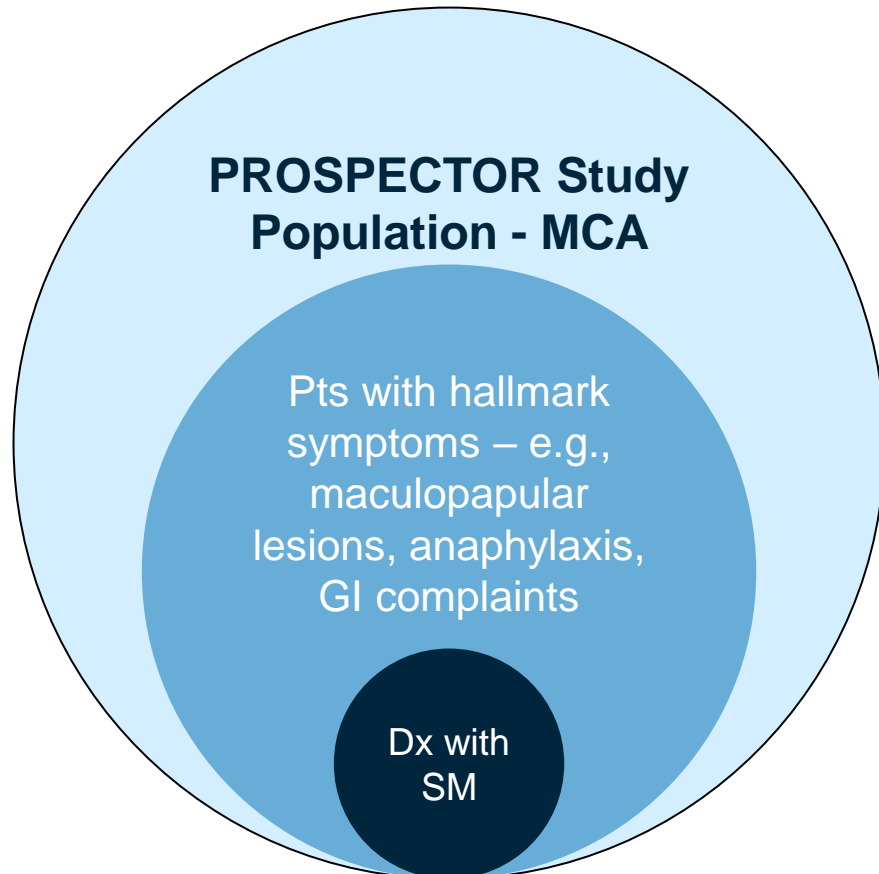 PROSPECTOR Study
Population - MCA
Pts with hallmark
symptoms – e.g.,
maculopapular
lesions, anaphylaxis,
GI complaints
Dx with
SM